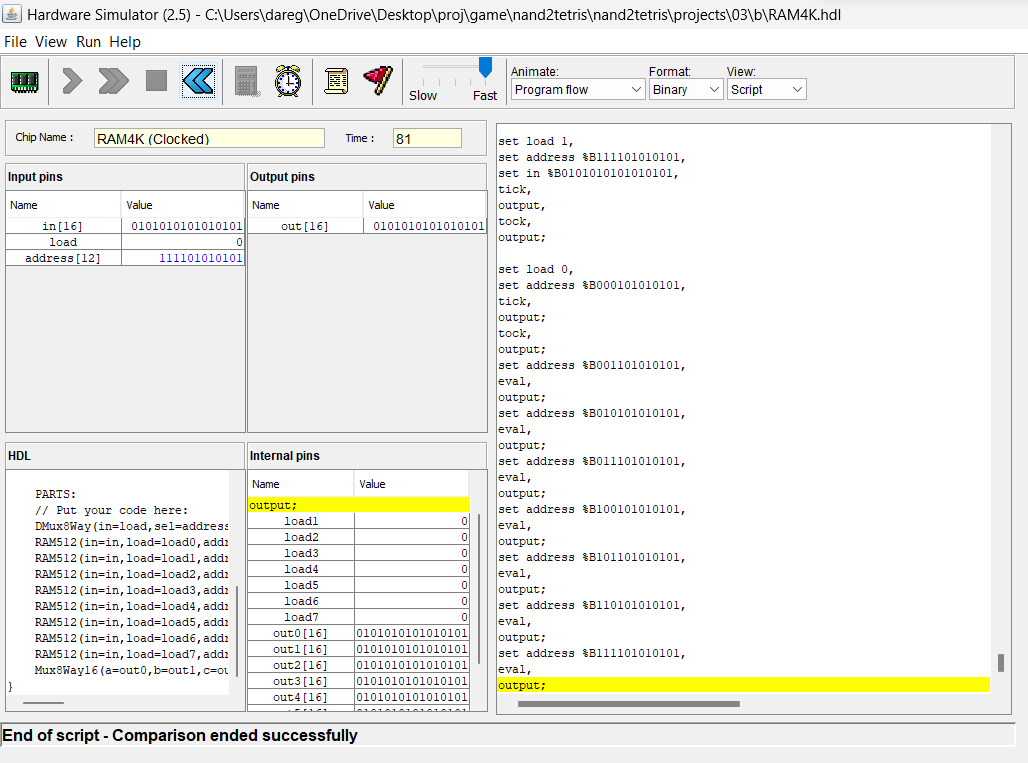 Hardware Simulator (2.5) - C:\Users\dareg\OneDrive\Desktop\proj\game\nand2tetris\nand2tetris\projects\03\b\RAM4K.hdl
File View Run Help
Slow Fast
Animate: Format: View:
Program flow Binary Script
Chip Name : RAM4K (Clocked) Time : 81
Input pins
Name Value
in[16] 0101010101010101
load 0
address[12] 111101010101
Output pins
Name Value
out[16] 0101010101010101
HDL
PARTS:
// Put your code here:
DMux8Way(in=load,sel=address
RAM512(in=in,load=load0,addr
RAM512(in=in,load=load1,addr
RAM512(in=in,load=load2,addr
RAM512(in=in,load=load3,addr
RAM512(in=in,load=load4,addr
RAM512(in=in,load=load5,addr
RAM512(in=in,load=load6,addr
RAM512(in=in,load=load7,addr
Mux8Way16(a=out0,b=out1,c=ou
}
Internal pins
Name Value
output;
load1 0
load2 0
load3 0
load4 0
load5 0
load6 0
load7 0
out0[16] 0101010101010101
out1[16] 0101010101010101
out2[16] 0101010101010101
out3[16] 0101010101010101
out4[16] 0101010101010101
set load 1,
set address %B111101010101,
set in %B0101010101010101,
tick,
output,
tock,
output;
set load 0,
set address %B000101010101,
tick,
output;
tock,
output;
set address %B001101010101,
eval,
output;
set address %B010101010101,
eval,
output;
set address %B011101010101,
eval,
output;
set address %B100101010101,
eval,
output;
set address %B101101010101,
eval,
output;
set address %B110101010101,
eval,
output;
set address %B111101010101,
eval,
output;
End of script - Comparison ended successfully